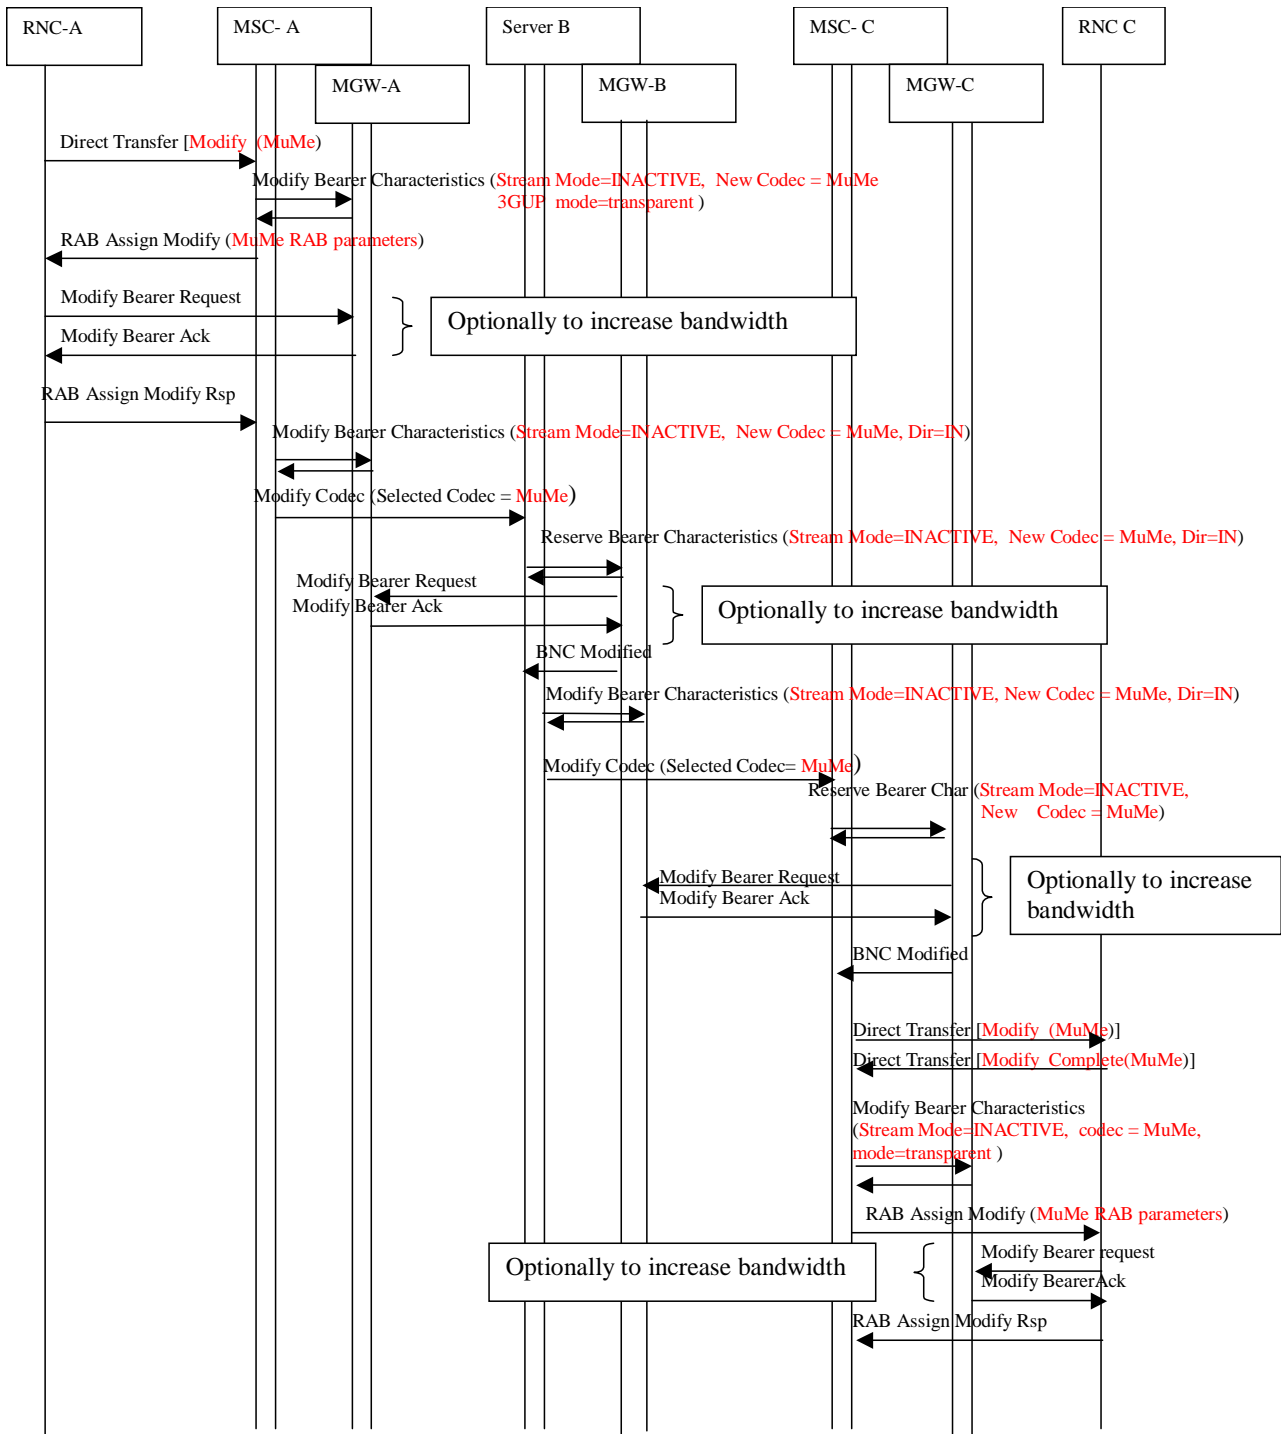 RNC-A
MSC- A
Server B
MSC- C
RNC C
MGW-A
MGW-B
MGW-C
Direct Transfer [Modify (MuMe)
Modify Bearer Characteristics (Stream Mode=INACTIVE, New Codec = MuMe
3GUP mode=transparent )
RAB Assign Modify (MuMe RAB parameters)
Modify Bearer Request
Optionally to increase bandwidth
Modify Bearer Ack
RAB Assign Modify Rsp
Modify Bearer Characteristics (Stream Mode=INACTIVE, New Codec = MuMe, Dir=IN)
Modify Codec (Selected Codec = MuMe)
Reserve Bearer Characteristics (Stream Mode=INACTIVE, New Codec = MuMe, Dir=IN)
Modify Bearer Request
Modify Bearer Ack
Optionally to increase bandwidth
BNC Modified
Modify Bearer Characteristics (Stream Mode=INACTIVE, New Codec = MuMe, Dir=IN)
Modify Codec (Selected Codec= MuMe)
Reserve Bearer Char (Stream Mode=INACTIVE,
New Codec = MuMe)
Modify Bearer Request
Modify Bearer Ack
Optionally to increase
bandwidth
BNC Modified
Direct Transfer [Modify (MuMe)]
Direct Transfer [Modify Complete(MuMe)]
Modify Bearer Characteristics
(Stream Mode=INACTIVE, codec = MuMe,
mode=transparent )
RAB Assign Modify (MuMe RAB parameters)
Optionally to increase bandwidth
Modify Bearer request
Modify BearerAck
RAB Assign Modify Rsp